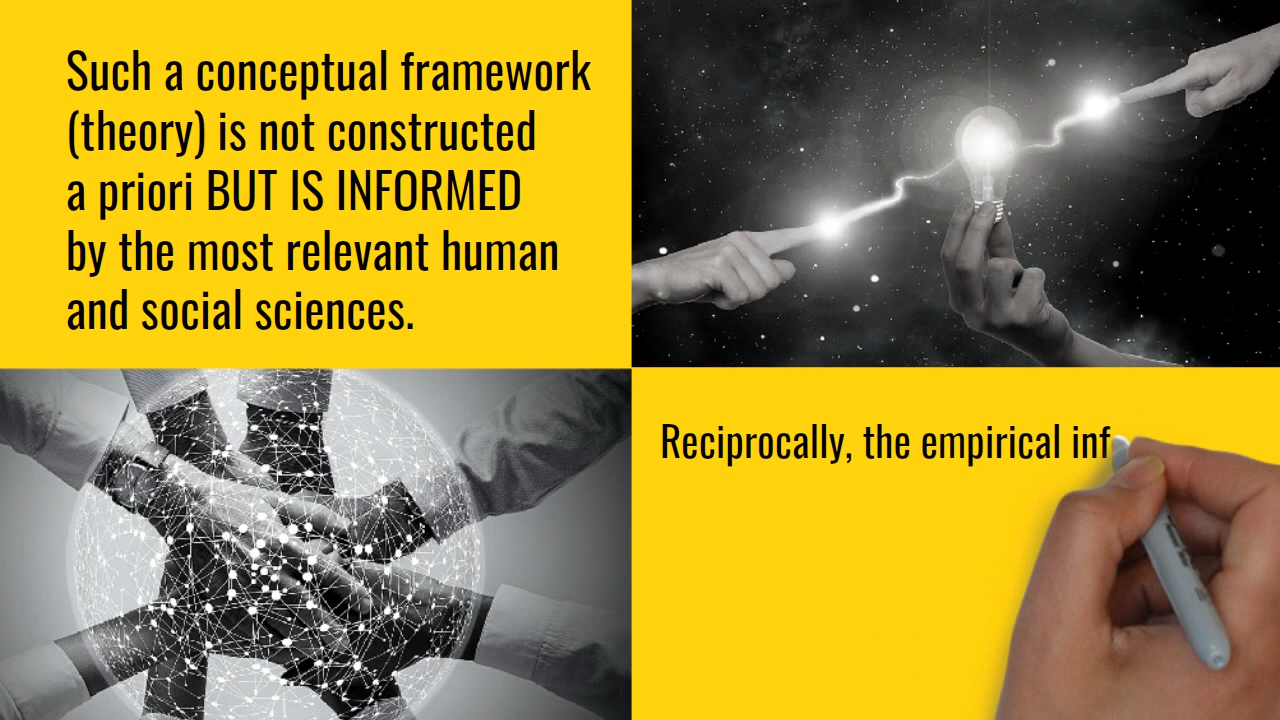 Such a conceptual framework
(theory) is not constructed
a priori BUT IS INFORMED
by the most relevant human
and social sciences.
Reciprocally, the empirical inf